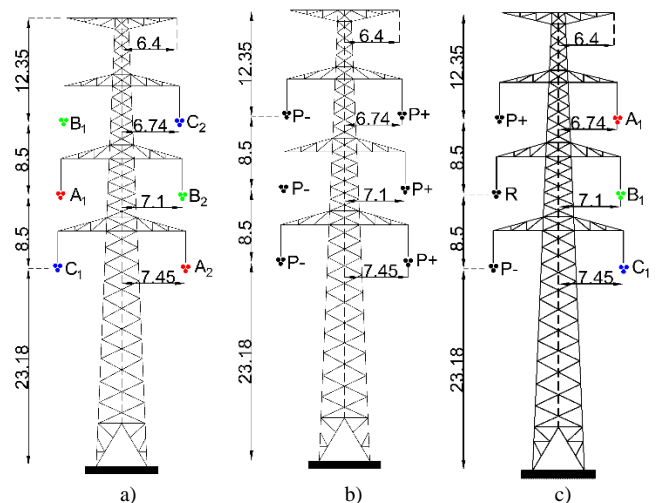 12.35
8.5
8.5
23.18
6.4
6.74
7.1
7.45
B₁
C₂
A₁
B₂
C₁
A₂
a)
12.35
8.5
8.5
23.18
6.4
6.74
7.1
7.45
P-
P+
P-
P+
P-
P+
b)
12.35
8.5
8.5
23.18
6.4
6.74
7.1
7.45
P+
A₁
R
B₁
P-
C₁
c)